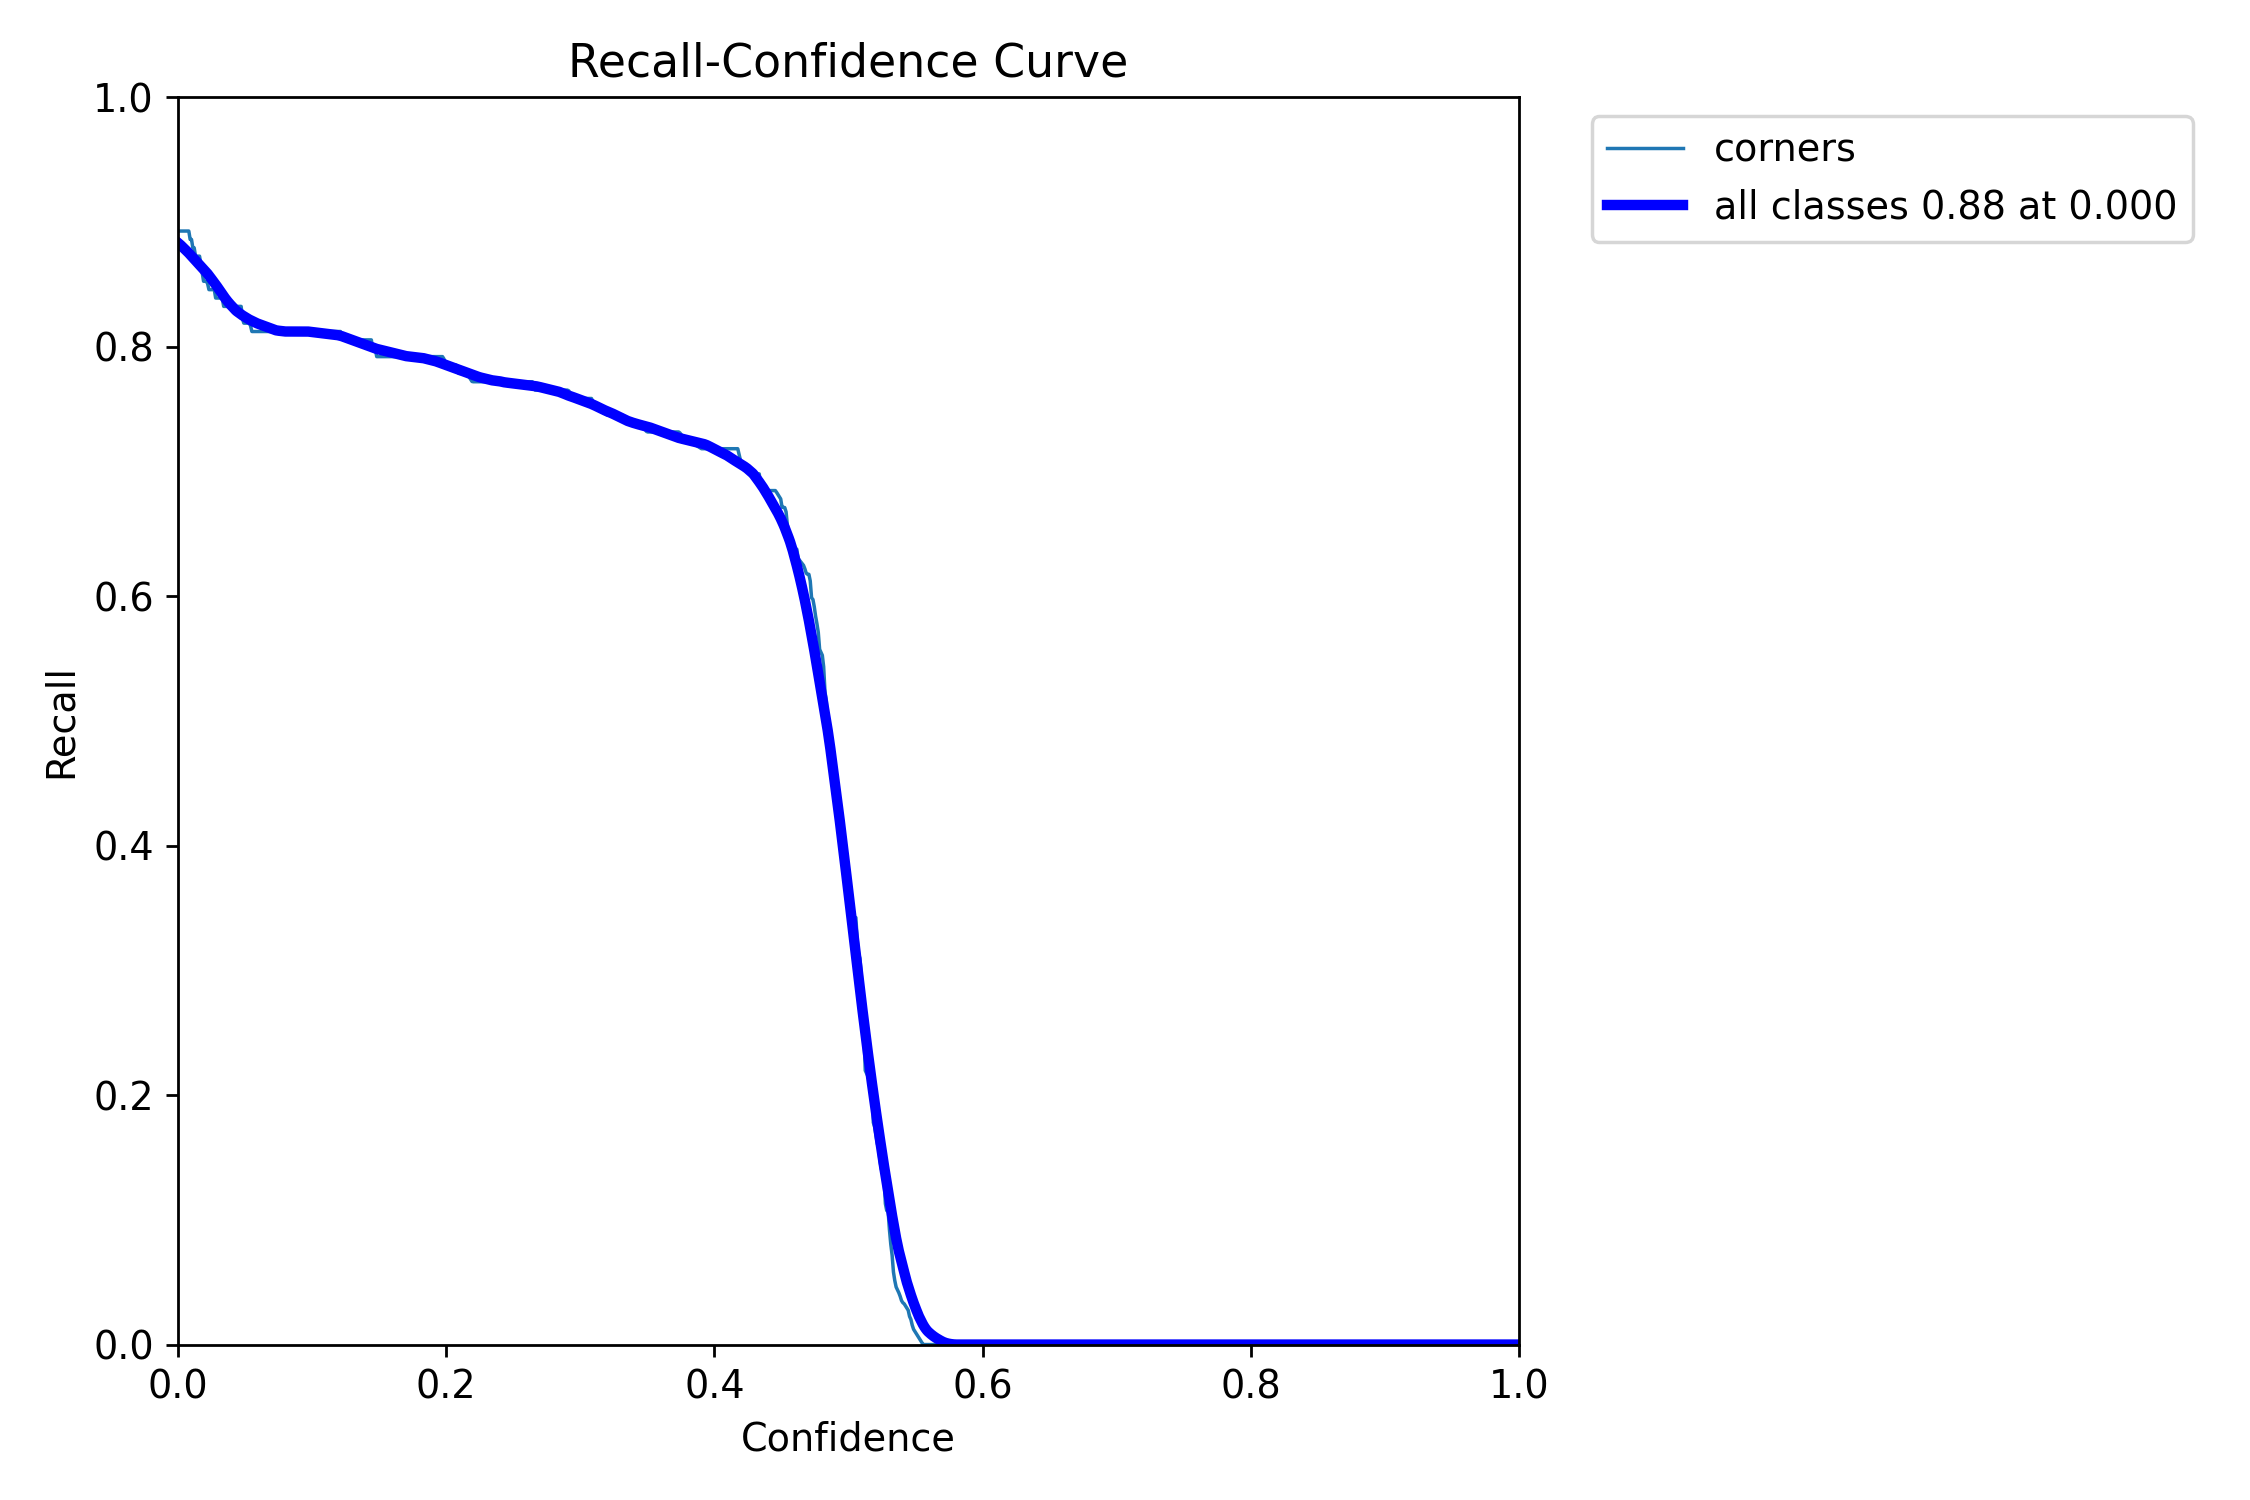 Recall-Confidence Curve
1.0
0.8
0.6
0.4
0.2
0.0
Recall
0.0 0.2 0.4 0.6 0.8 1.0
Confidence
corners
all classes 0.88 at 0.000